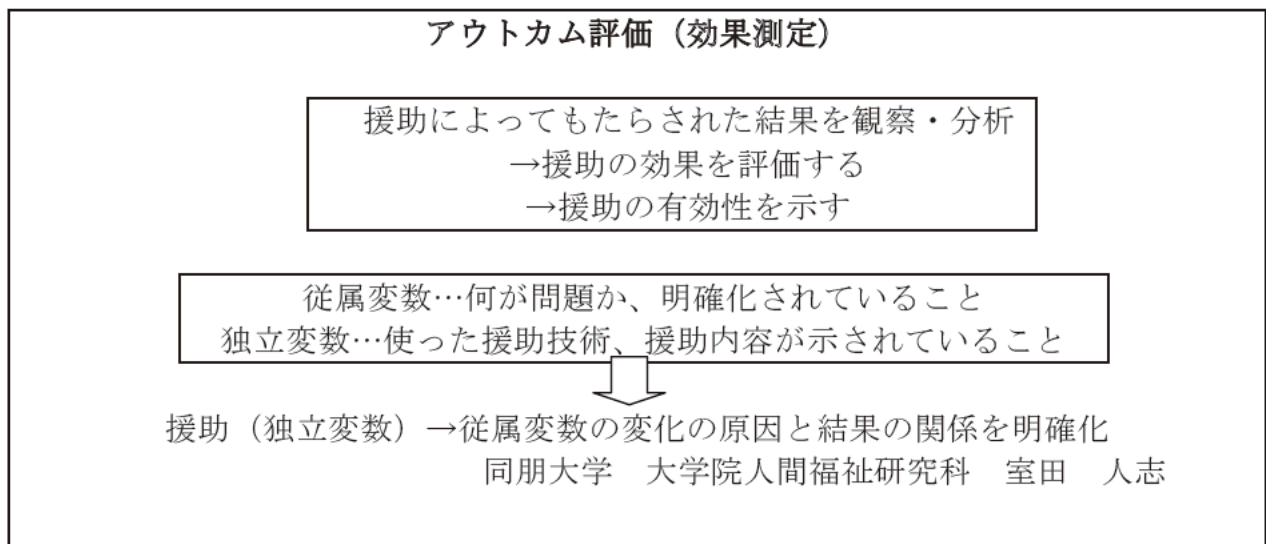 アウトカム評価（効果測定）
援助によってもたらされた結果を観察・分析
→援助の効果を評価する
→援助の有効性を示す
従属変数…何が問題か、明確化されていること
独立変数…使った援助技術、援助内容が示されていること
援助（独立変数）→従属変数の変化の原因と結果の関係を明確化
同朋大学　大学院人間福祉研究科　室田　人志